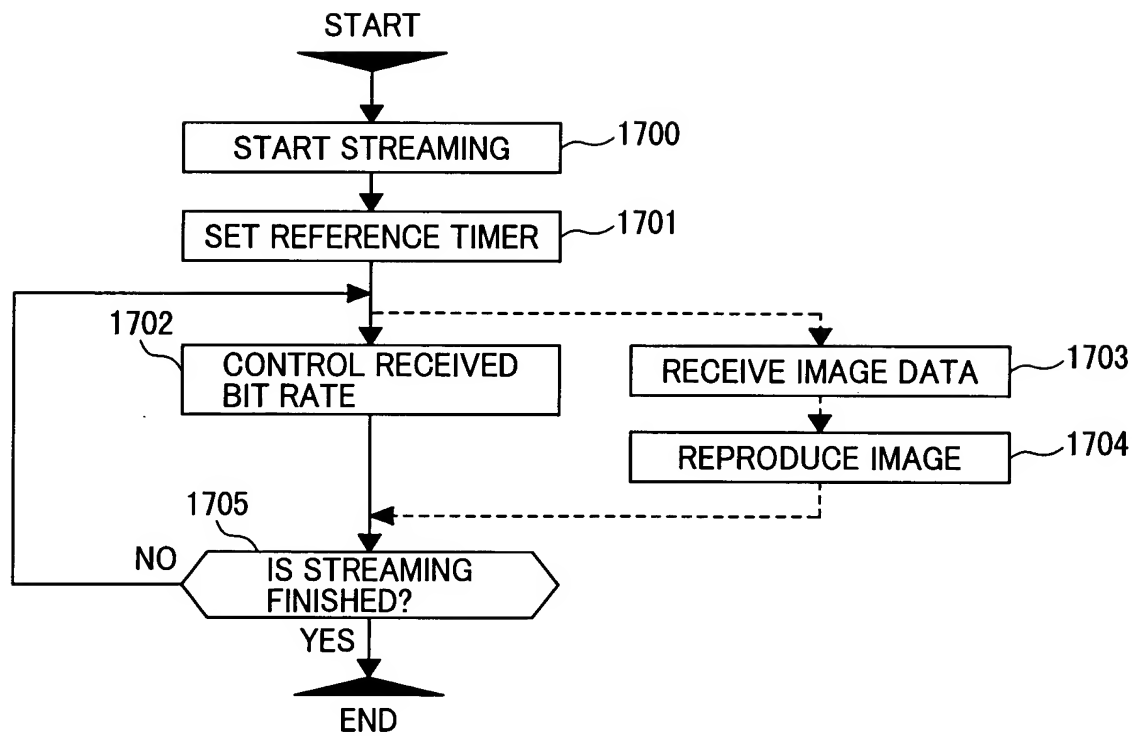 START
START STREAMING
1700
SET REFERENCE TIMER
1701
1702
CONTROL RECEIVED
BIT RATE
RECEIVE IMAGE DATA
1703
REPRODUCE IMAGE
1704
1705
NO
IS STREAMING
FINISHED?
YES
END